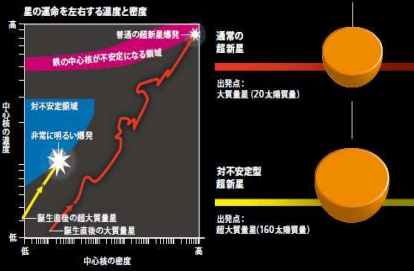 星の運命を左右する温度と密度
高
普通の超新星爆発
鉄の中心核が不安定になる領域
対不安定領域
非常に明るい爆発
中心核の温度
誕生直後の超大質量星
誕生直後の大質量星
低
低
高
中心核の密度
通常の
超新星
出発点：
大質量星（20太陽質量）
対不安定型
超新星
出発点：
超大質量星（160太陽質量）